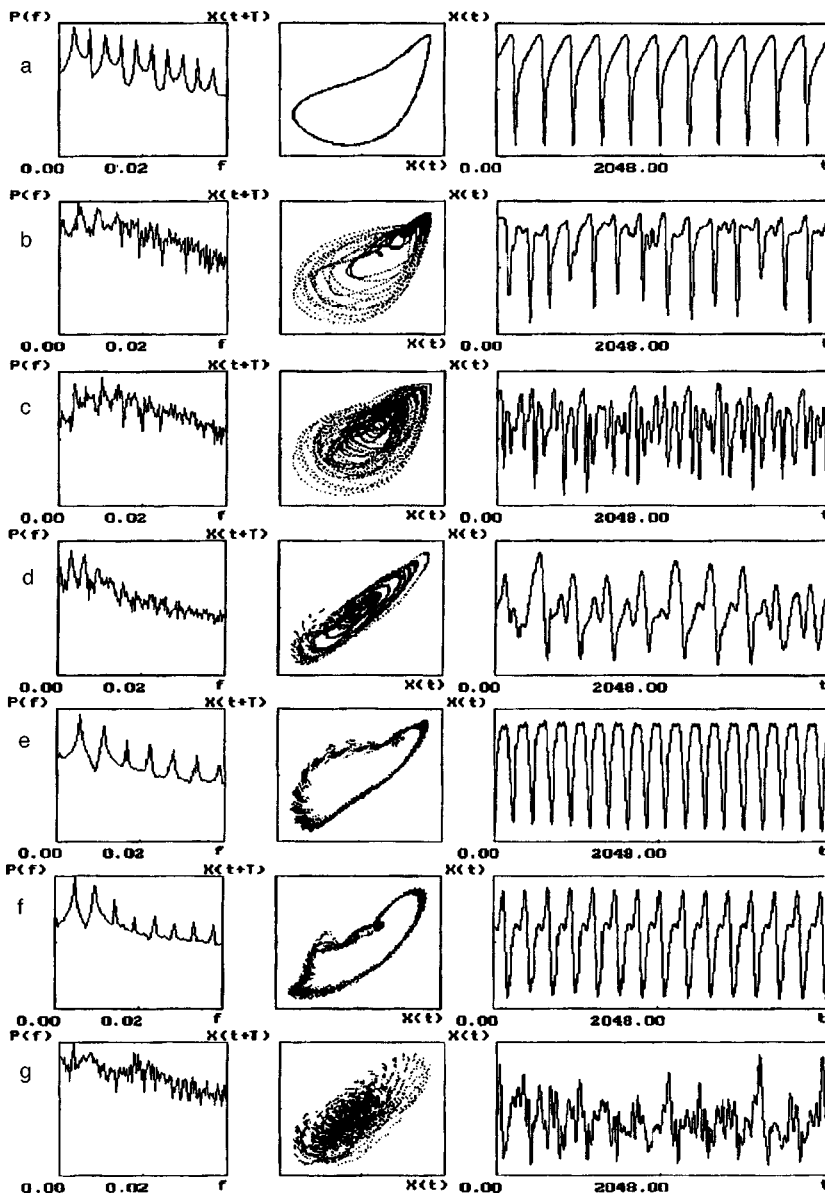 P(f) X(t+T) X(t)
a
0.00 0.02 f X(t) 0.00 2048.00 t
P(f) X(t+T) X(t)
b
0.00 0.02 f X(t) 0.00 2048.00 t
P(f) X(t+T) X(t)
c
0.00 0.02 f X(t) 0.00 2048.00 t
P(f) X(t+T) X(t)
d
0.00 0.02 f X(t) 0.00 2048.00 t
P(f) X(t+T) X(t)
e
0.00 0.02 f X(t) 0.00 2048.00 t
P(f) X(t+T) X(t)
f
0.00 0.02 f X(t) 0.00 2048.00 t
P(f) X(t+T) X(t)
g
0.00 0.02 f X(t) 0.00 2048.00 t